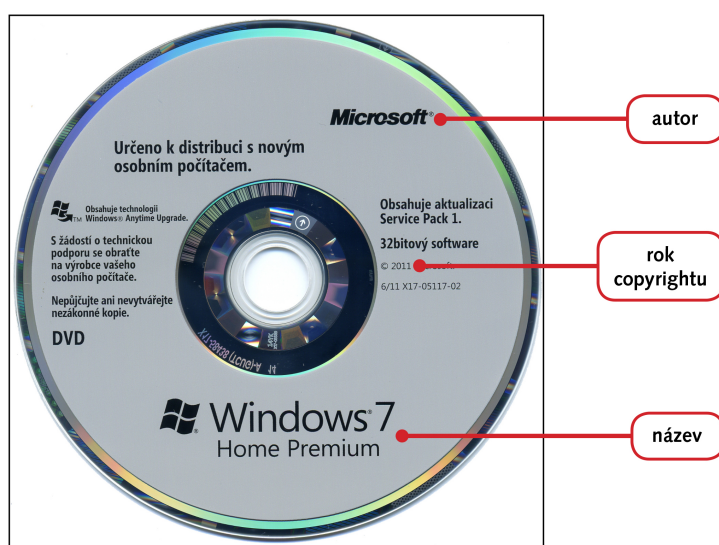 Microsoft®
autor
Určeno k distribuci s novým
osobním počítačem.
Obsahuje technologii
Windows® Anytime Upgrade.
TM
S žádostí o technickou
podporu se obraťte
na výrobce vašeho
osobního počítače.
Nepůjčujte ani nevytvářejte
nezákonné kopie.
DVD
Obsahuje aktualizaci
Service Pack 1.
32bitový software
© 2011
6/11 X17-05117-02
rok
copyrightu
Windows®7
Home Premium
název